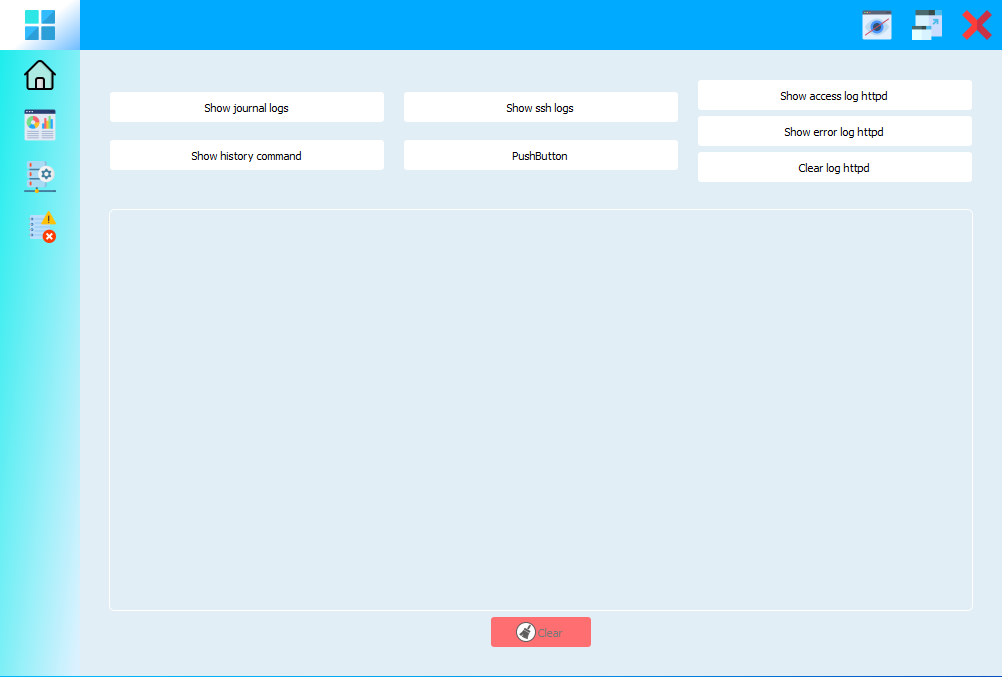 Show journal logs
Show ssh logs
Show access log httpd
Show error log httpd
Show history command
PushButton
Clear log httpd
Clear